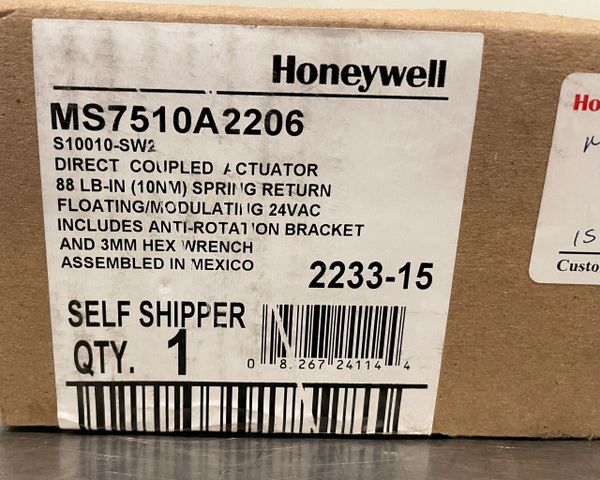 Honeywell
MS7510A2206
S10010-SW2
DIRECT COUPLED ACTUATOR
88 LB-IN (10NM) SPRING RETURN
FLOATING/MODULATING 24VAC
INCLUDES ANTI-ROTATION BRACKET
AND 3MM HEX WRENCH
ASSEMBLED IN MEXICO
2233-15
SELF SHIPPER
QTY. 1
0 8.267 24114 4
Ho
IS
Custo